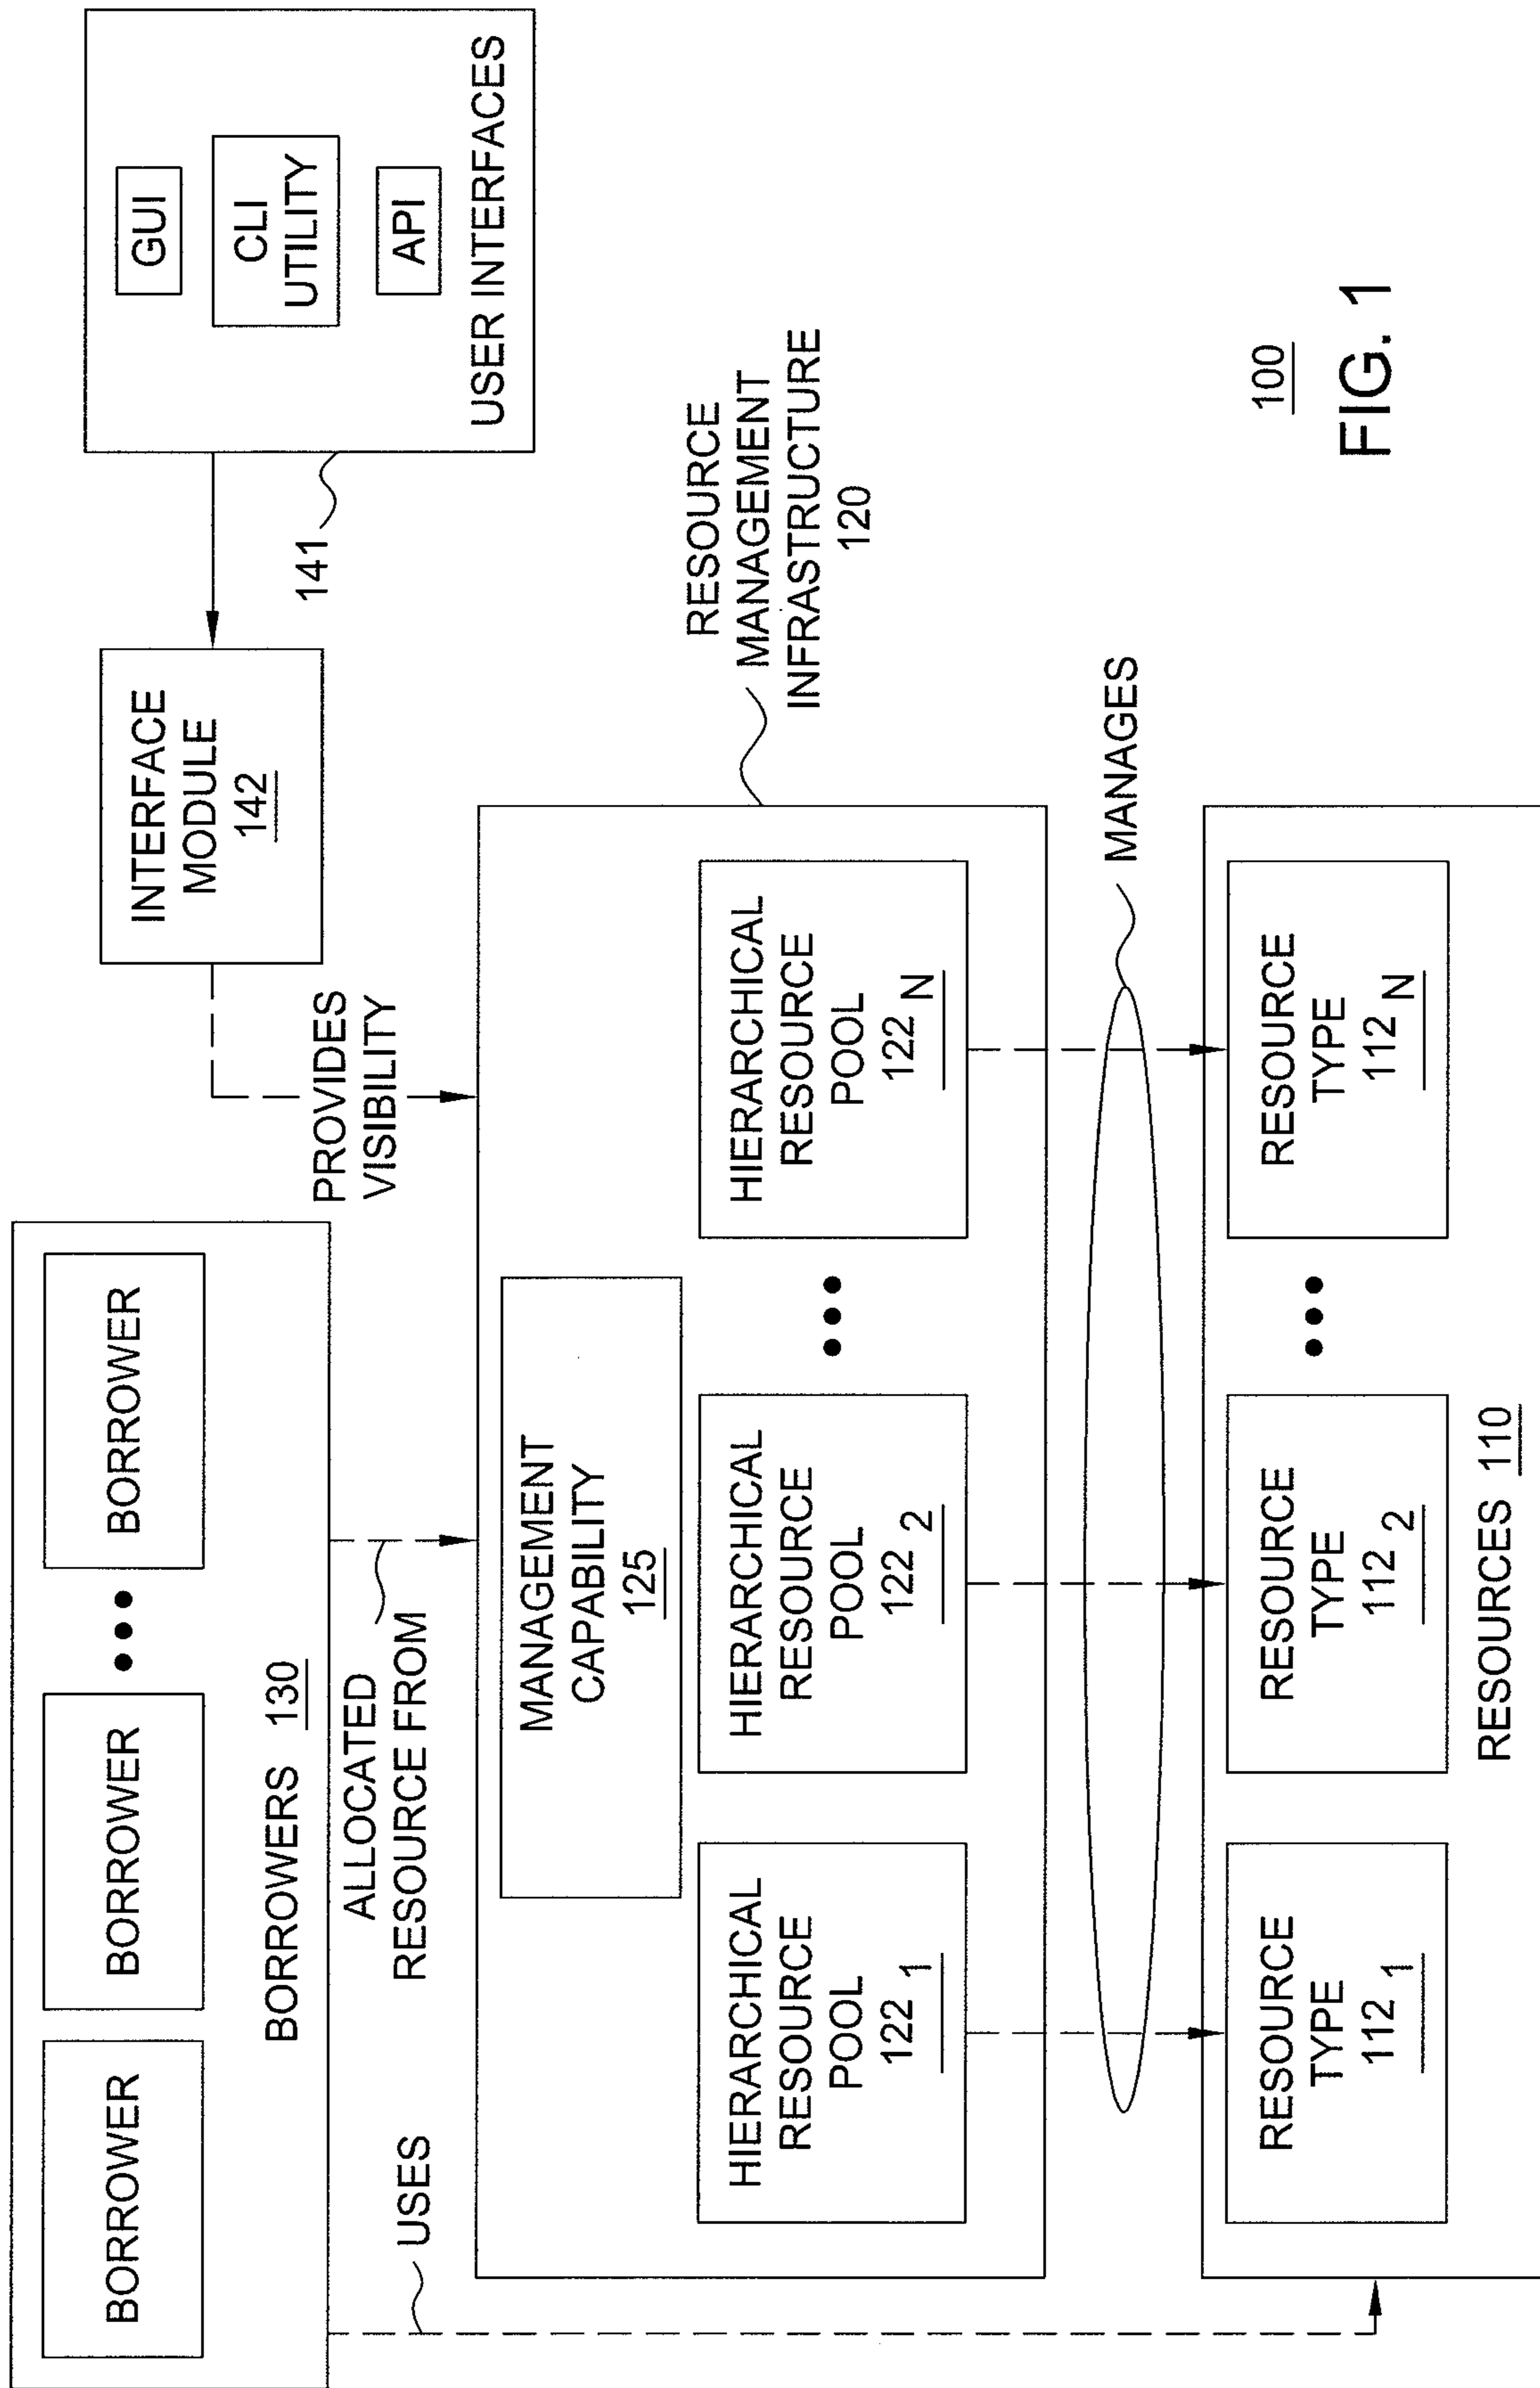 BORROWER
BORROWER
BORROWER
BORROWERS 130
USES
ALLOCATED
RESOURCE FROM
PROVIDES
VISIBILITY
INTERFACE
MODULE
142
141
GUI
CLI
UTILITY
API
USER INTERFACES
MANAGEMENT
CAPABILITY
125
HIERARCHICAL
RESOURCE
POOL
122 1
HIERARCHICAL
RESOURCE
POOL
122 2
HIERARCHICAL
RESOURCE
POOL
122 N
RESOURCE
MANAGEMENT
INFRASTRUCTURE
120
MANAGES
RESOURCE
TYPE
112 1
RESOURCE
TYPE
112 2
RESOURCE
TYPE
112 N
RESOURCES 110
100
FIG. 1